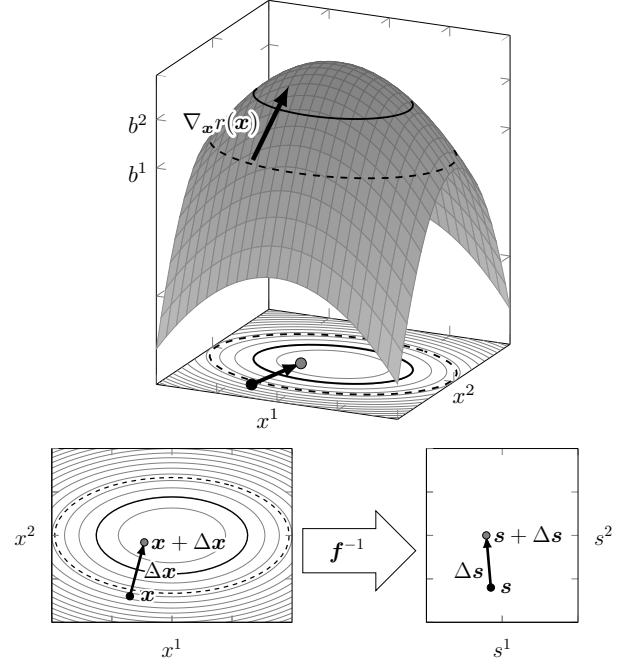 b²
∇ₓr(x)
b¹
x²
x¹
x²
x + Δx
Δx
x
x¹
f⁻¹
s + Δs
Δs
s
s²
s¹